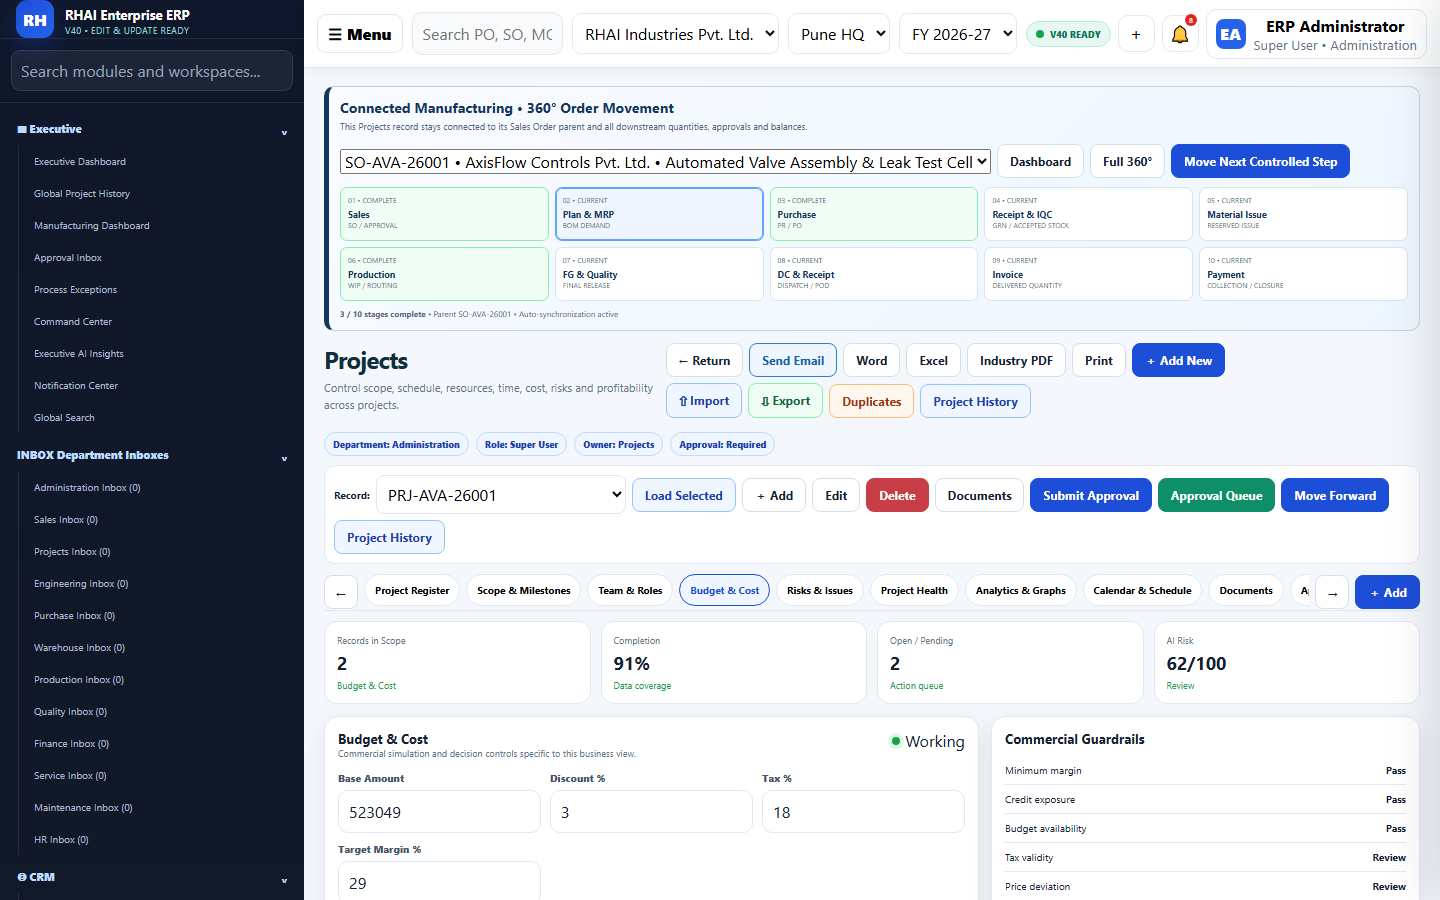 RH
RHAI Enterprise ERP
V40 • EDIT & UPDATE READY
Search modules and workspaces...
Executive
Executive Dashboard
Global Project History
Manufacturing Dashboard
Approval Inbox
Process Exceptions
Command Center
Executive AI Insights
Notification Center
Global Search
INBOX Department Inboxes
Administration Inbox (0)
Sales Inbox (0)
Projects Inbox (0)
Engineering Inbox (0)
Purchase Inbox (0)
Warehouse Inbox (0)
Production Inbox (0)
Quality Inbox (0)
Finance Inbox (0)
Service Inbox (0)
Maintenance Inbox (0)
HR Inbox (0)
CRM
☰ Menu
Search PO, SO, MO
RHAI Industries Pvt. Ltd.
Pune HQ
FY 2026-27
V40 READY
+
8
EA
ERP Administrator
Super User • Administration
Connected Manufacturing • 360° Order Movement
This Projects record stays connected to its Sales Order parent and all downstream quantities, approvals and balances.
SO-AVA-26001 • AxisFlow Controls Pvt. Ltd. • Automated Valve Assembly & Leak Test Cell
Dashboard
Full 360°
Move Next Controlled Step
01 • COMPLETE
Sales
SO / APPROVAL
02 • CURRENT
Plan & MRP
BOM DEMAND
03 • COMPLETE
Purchase
PR / PO
04 • CURRENT
Receipt & IQC
GRN / ACCEPTED STOCK
05 • CURRENT
Material Issue
RESERVED ISSUE
06 • COMPLETE
Production
WIP / ROUTING
07 • CURRENT
FG & Quality
FINAL RELEASE
08 • CURRENT
DC & Receipt
DISPATCH / POD
09 • CURRENT
Invoice
DELIVERED QUANTITY
10 • CURRENT
Payment
COLLECTION / CLOSURE
3 / 10 stages complete • Parent SO-AVA-26001 • Auto-synchronization active
Projects
Control scope, schedule, resources, time, cost, risks and profitability
across projects.
← Return
Send Email
Word
Excel
Industry PDF
Print
+ Add New
⇧ Import
⇩ Export
Duplicates
Project History
Department: Administration
Role: Super User
Owner: Projects
Approval: Required
Record:
PRJ-AVA-26001
Load Selected
+ Add
Edit
Delete
Documents
Submit Approval
Approval Queue
Move Forward
Project History
←
Project Register
Scope & Milestones
Team & Roles
Budget & Cost
Risks & Issues
Project Health
Analytics & Graphs
Calendar & Schedule
Documents
→
+ Add
Records in Scope
2
Budget & Cost
Completion
91%
Data coverage
Open / Pending
2
Action queue
AI Risk
62/100
Review
Budget & Cost
Commercial simulation and decision controls specific to this business view.
Working
Base Amount
523049
Discount %
3
Tax %
18
Target Margin %
29
Commercial Guardrails
Minimum margin
Pass
Credit exposure
Pass
Budget availability
Pass
Tax validity
Review
Price deviation
Review